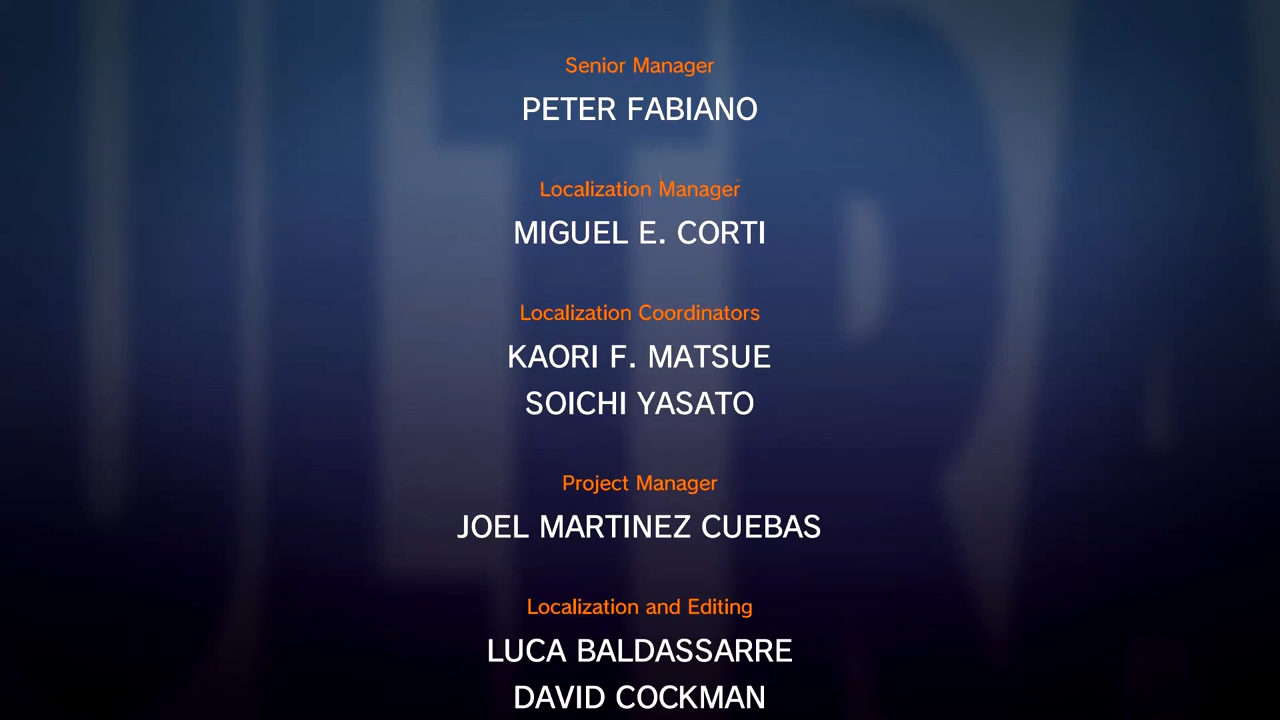 Senior Manager
PETER FABIANO
Localization Manager
MIGUEL E. CORTI
Localization Coordinators
KAORI F. MATSUE
SOICHI YASATO
Project Manager
JOEL MARTINEZ CUEBAS
Localization and Editing
LUCA BALDASSARRE
DAVID COCKMAN